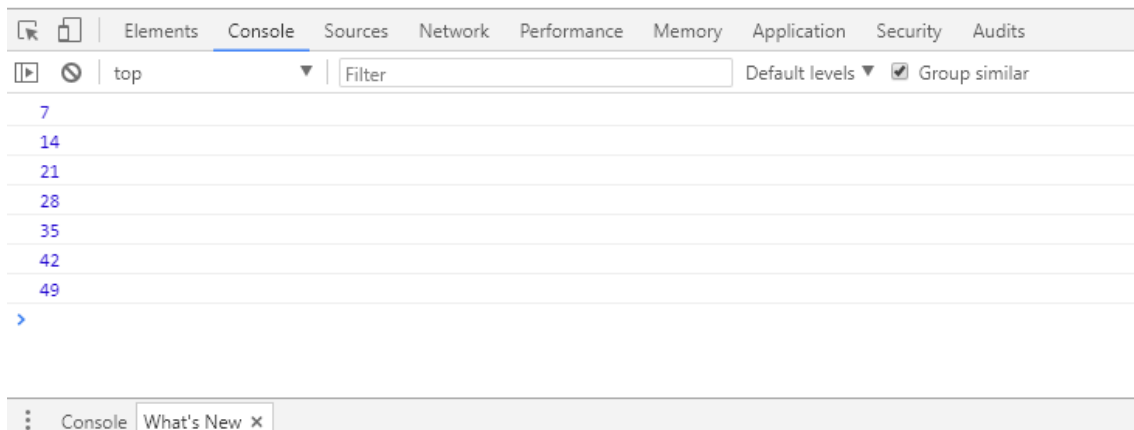 Elements Console Sources Network Performance Memory Application Security Audits
top Filter Default levels Group similar
7
14
21
28
35
42
49
Console What's New